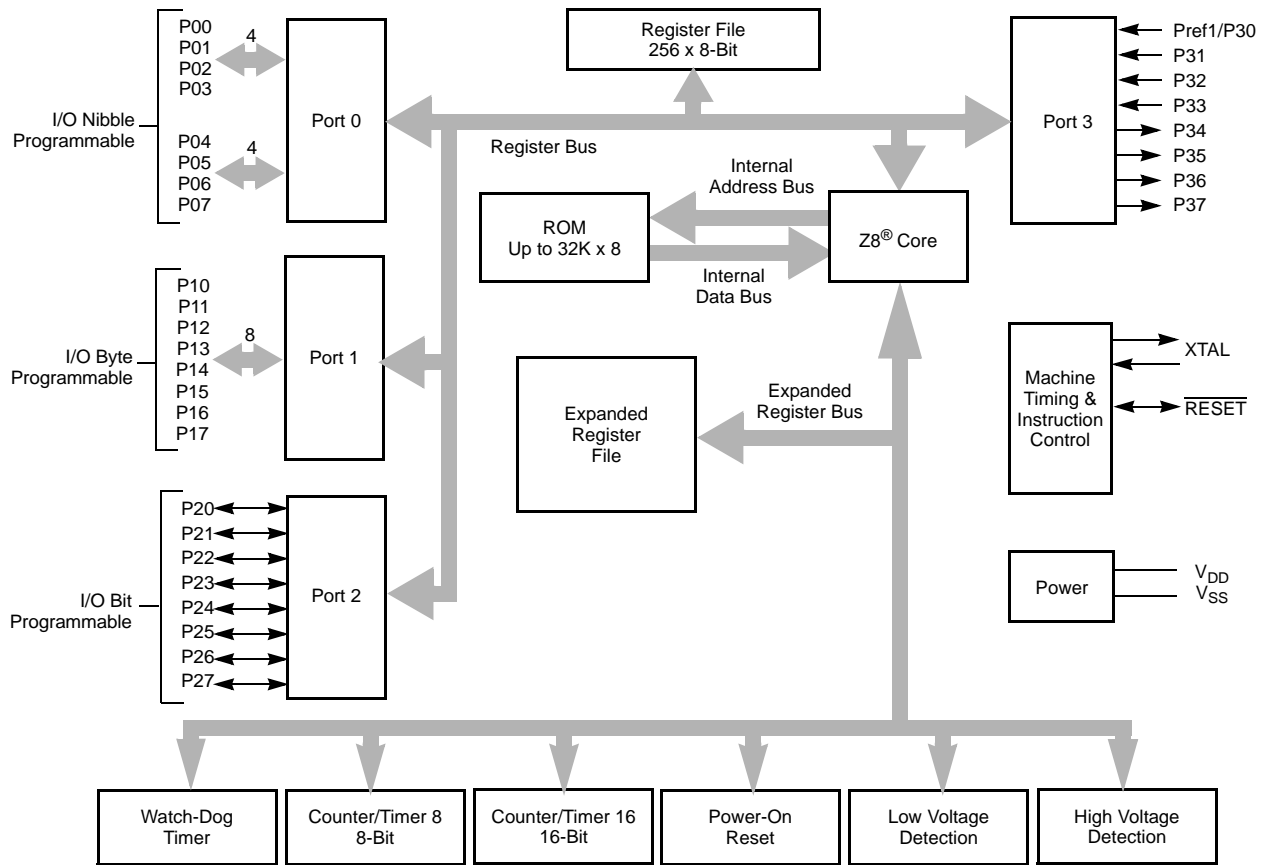 P00
P01
P02
P03
4
I/O Nibble
Programmable
P04
P05
P06
P07
4
Port 0
Register File
256 x 8-Bit
Register Bus
Port 3
Pref1/P30
P31
P32
P33
P34
P35
P36
P37
Internal
Address Bus
ROM
Up to 32K x 8
Z8® Core
Internal
Data Bus
I/O Byte
Programmable
P10
P11
P12
P13
P14
P15
P16
P17
8
Port 1
Expanded
Register
File
Expanded
Register Bus
Machine
Timing &
Instruction
Control
XTAL
RESET
I/O Bit
Programmable
P20
P21
P22
P23
P24
P25
P26
P27
Port 2
Power
VDD
VSS
Watch-Dog
Timer
Counter/Timer 8
8-Bit
Counter/Timer 16
16-Bit
Power-On
Reset
Low Voltage
Detection
High Voltage
Detection